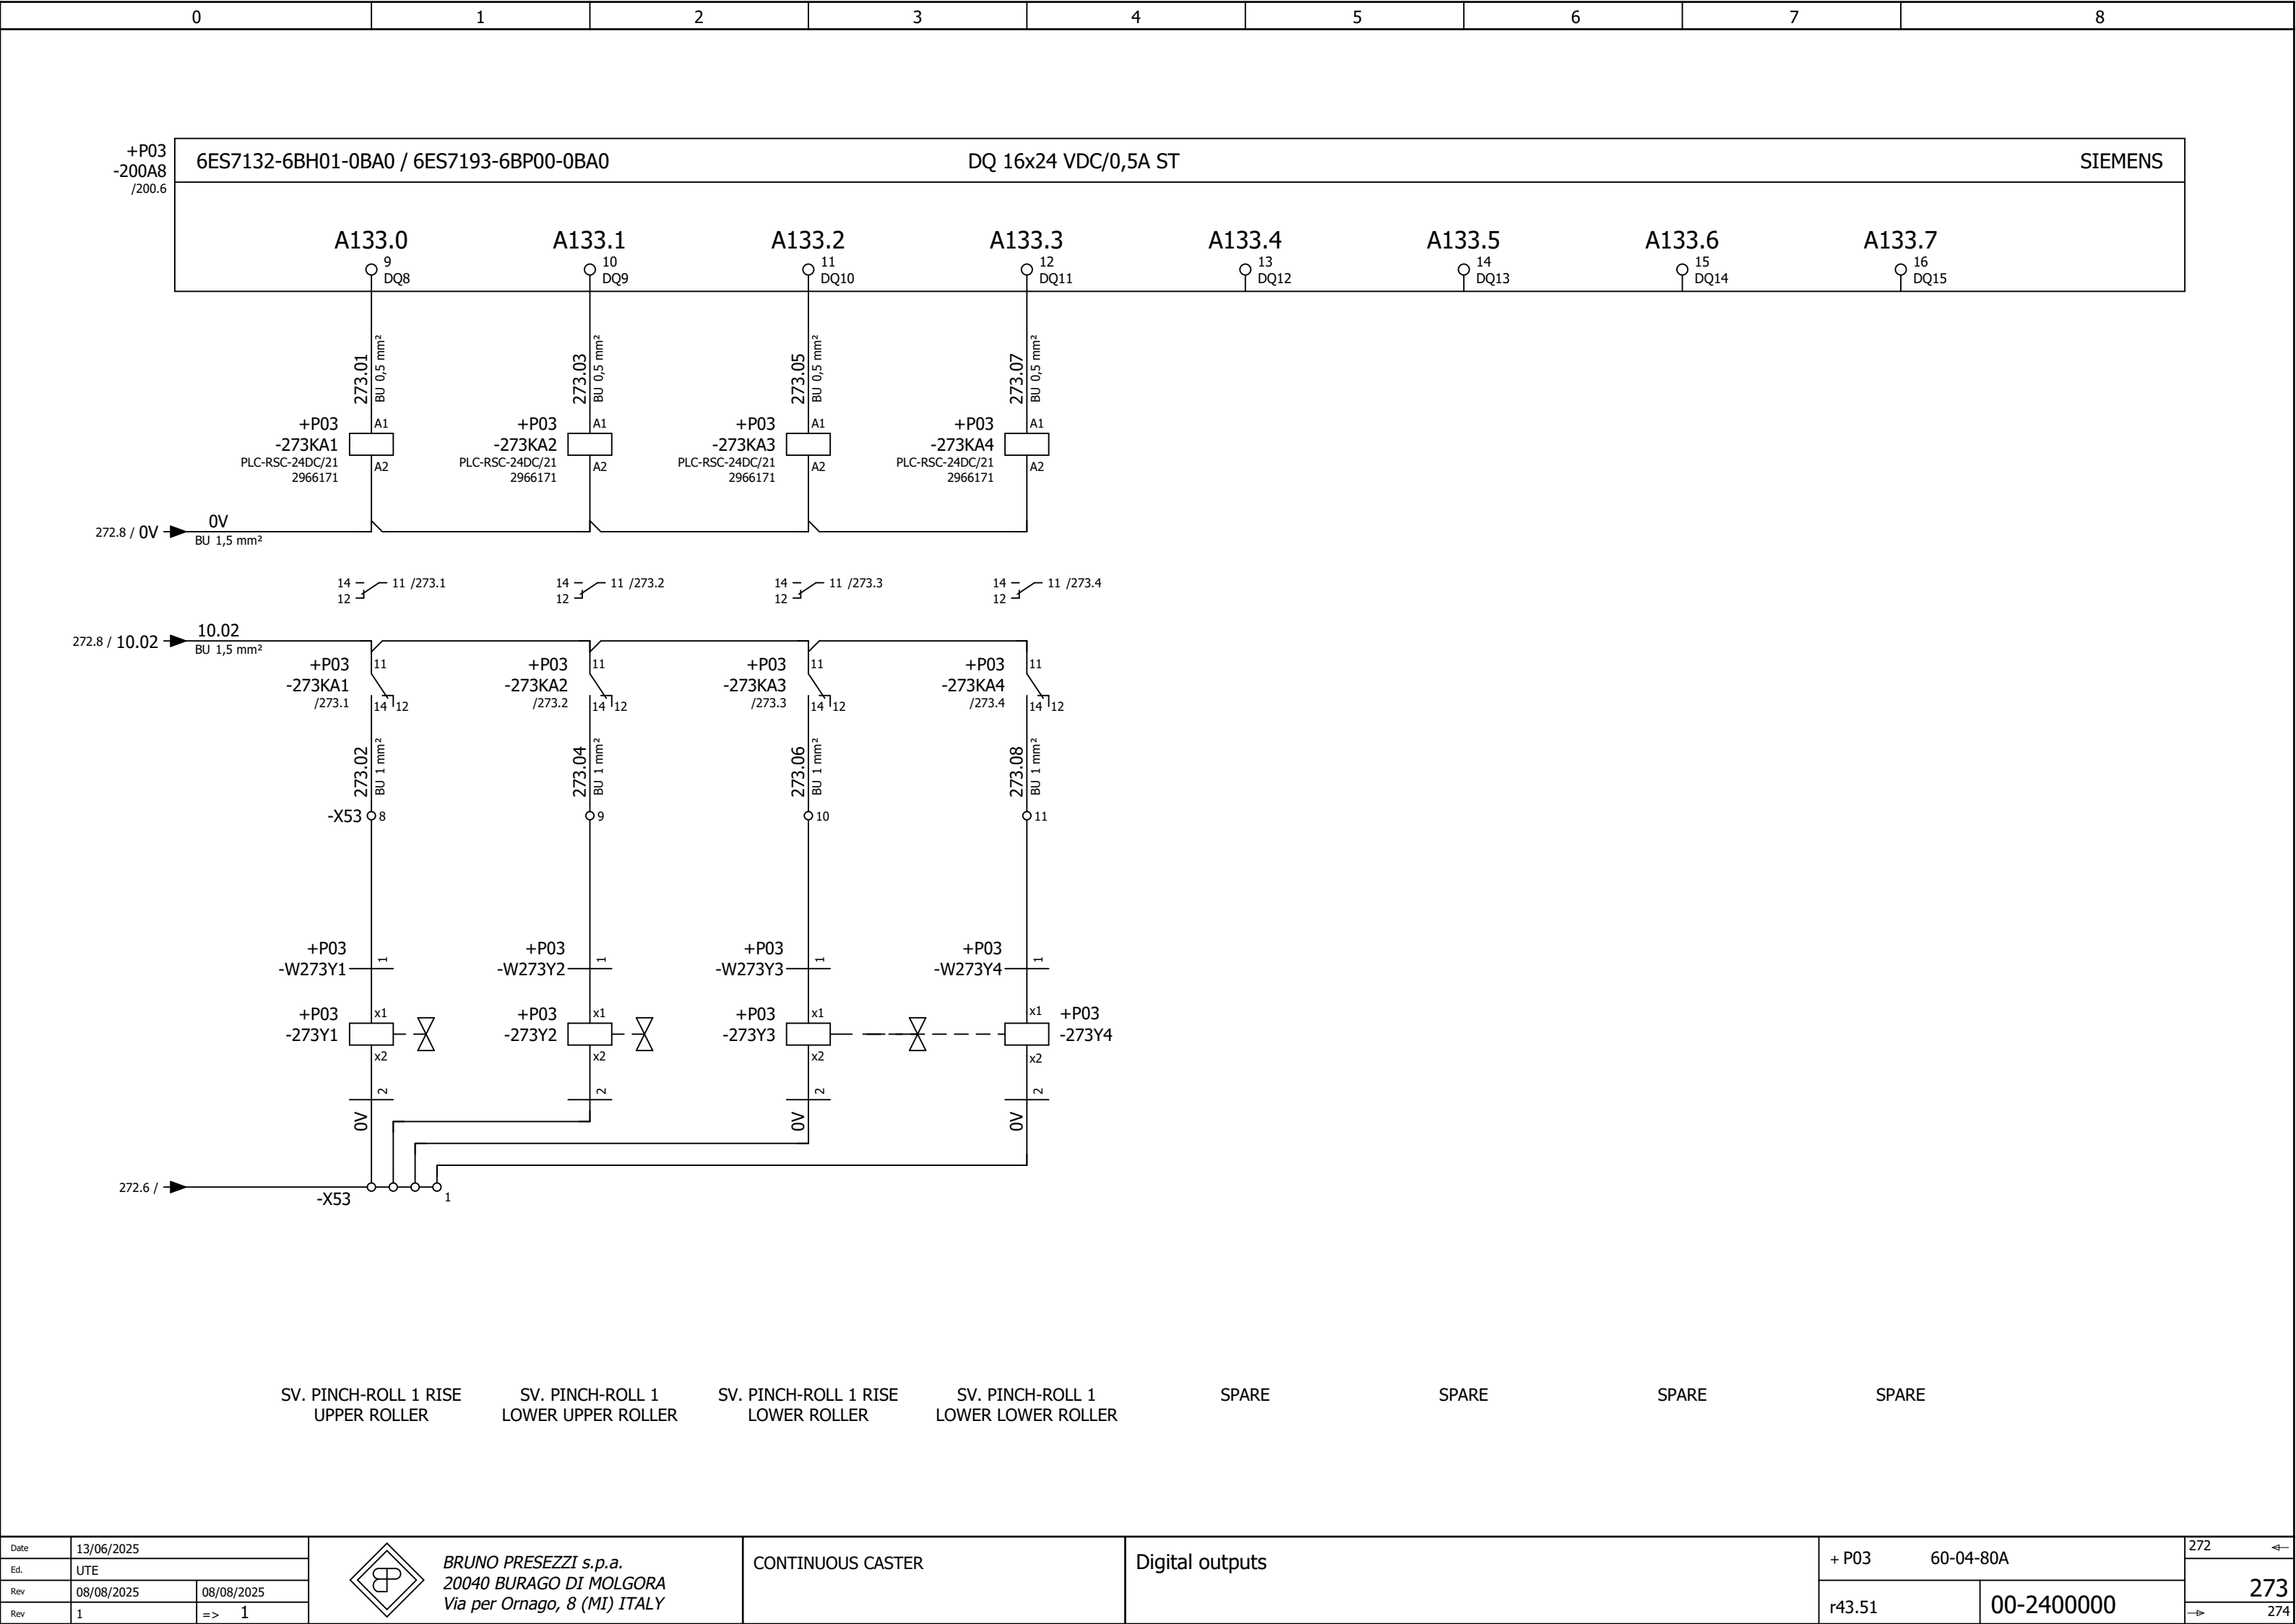 0 1 2 3 4 5 6 7 8
+P03
-200A8
/200.6
6ES7132-6BH01-0BA0 / 6ES7193-6BP00-0BA0 DQ 16x24 VDC/0,5A ST SIEMENS
A133.0 A133.1 A133.2 A133.3 A133.4 A133.5 A133.6 A133.7
9 10 11 12 13 14 15 16
DQ8 DQ9 DQ10 DQ11 DQ12 DQ13 DQ14 DQ15
273.01 BU 0,5 mm² 273.03 BU 0,5 mm² 273.05 BU 0,5 mm² 273.07 BU 0,5 mm²
+P03 A1 +P03 A1 +P03 A1 +P03 A1
-273KA1 -273KA2 -273KA3 -273KA4
PLC-RSC-24DC/21 A2 PLC-RSC-24DC/21 A2 PLC-RSC-24DC/21 A2 PLC-RSC-24DC/21 A2
2966171 2966171 2966171 2966171
0V
272.8 / 0V
BU 1,5 mm²
14 11 /273.1 14 11 /273.2 14 11 /273.3 14 11 /273.4
12 12 12 12
10.02
272.8 / 10.02
BU 1,5 mm²
+P03 11 +P03 11 +P03 11 +P03 11
-273KA1 -273KA2 -273KA3 -273KA4
/273.1 14 12 /273.2 14 12 /273.3 14 12 /273.4 14 12
273.02 BU 1 mm² 273.04 BU 1 mm² 273.06 BU 1 mm² 273.08 BU 1 mm²
-X53 8 9 10 11
+P03 +P03 +P03 +P03
-W273Y1 1 -W273Y2 1 -W273Y3 1 -W273Y4 1
+P03 x1 +P03 x1 +P03 x1 x1 +P03
-273Y1 -273Y2 -273Y3 -273Y4
x2 x2 x2 x2
2 2 2 2
0V 0V 0V
272.6 /
-X53 1
SV. PINCH-ROLL 1 RISE SV. PINCH-ROLL 1 SV. PINCH-ROLL 1 RISE SV. PINCH-ROLL 1 SPARE SPARE SPARE SPARE
UPPER ROLLER LOWER UPPER ROLLER LOWER ROLLER LOWER LOWER ROLLER
Date 13/06/2025
Ed. UTE
Rev 08/08/2025 08/08/2025
Rev 1 => 1
BP
BRUNO PRESEZZI s.p.a.
20040 BURAGO DI MOLGORA
Via per Ornago, 8 (MI) ITALY
CONTINUOUS CASTER
Digital outputs
+ P03 60-04-80A
r43.51 00-2400000
272
273
274